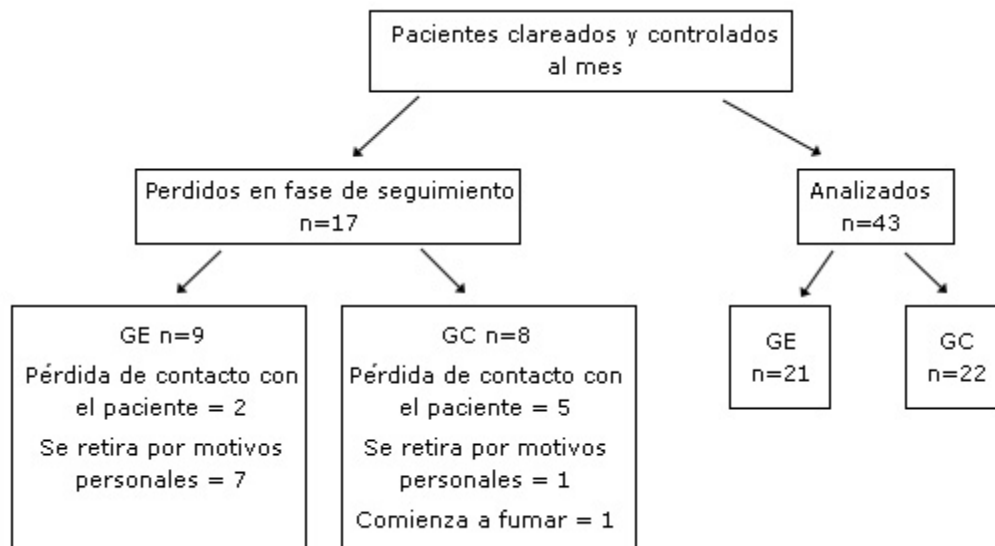 Pacientes clareados y controlados
al mes
Perdidos en fase de seguimiento
n=17
Analizados
n=43
GE n=9
Pérdida de contacto con
el paciente = 2
Se retira por motivos
personales = 7
GC n=8
Pérdida de contacto con
el paciente = 5
Se retira por motivos
personales = 1
Comienza a fumar = 1
GE
n=21
GC
n=22